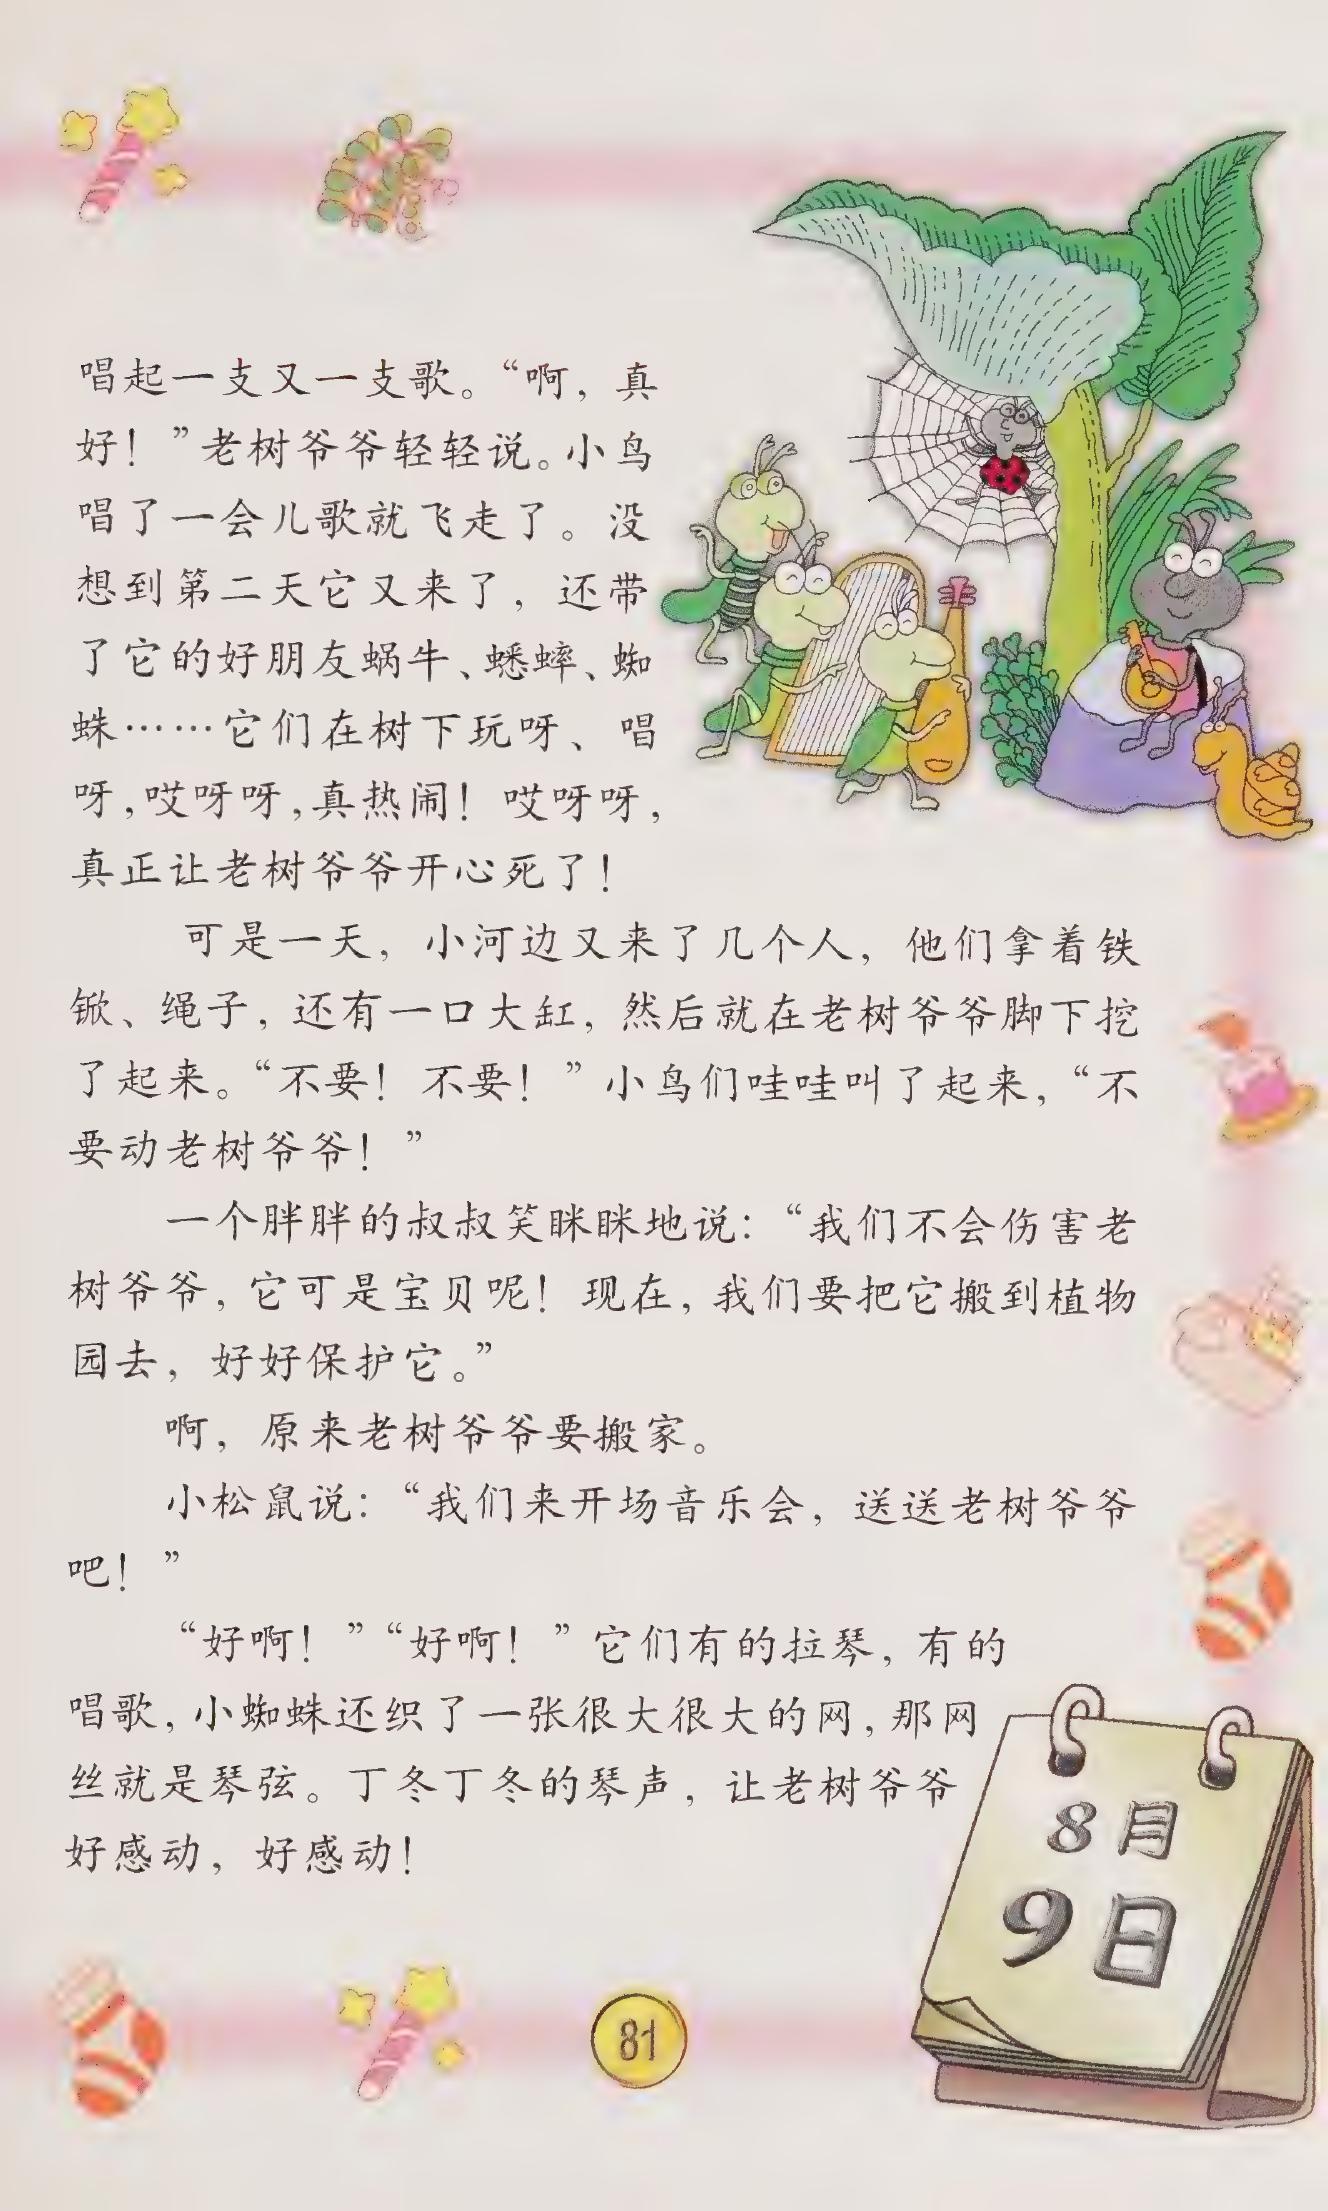 唱起一支又一支歌。“啊，真
好！”老树爷爷轻轻说。小鸟
唱了一会儿歌就飞走了。没
想到第二天它又来了，还带
了它的好朋友蜗牛、蟋蟀、蜘
蛛……它们在树下玩呀、唱
呀，哎呀呀，真热闹！哎呀呀，
真正让老树爷爷开心死了！
可是一天，小河边又来了几个人，他们拿着铁
锨、绳子，还有一口大缸，然后就在老树爷爷脚下挖
了起来。“不要！不要！”小鸟们哇哇叫了起来，“不
要动老树爷爷！”
一个胖胖的叔叔笑眯眯地说：“我们不会伤害老
树爷爷，它可是宝贝呢！现在，我们要把它搬到植物
园去，好好保护它。”
啊，原来老树爷爷要搬家。
小松鼠说：“我们来开场音乐会，送送老树爷爷
吧！”
“好啊！”“好啊！”它们有的拉琴，有的
唱歌，小蜘蛛还织了一张很大很大的网，那网
丝就是琴弦。丁冬丁冬的琴声，让老树爷爷
好感动，好感动！
8月
9日
81